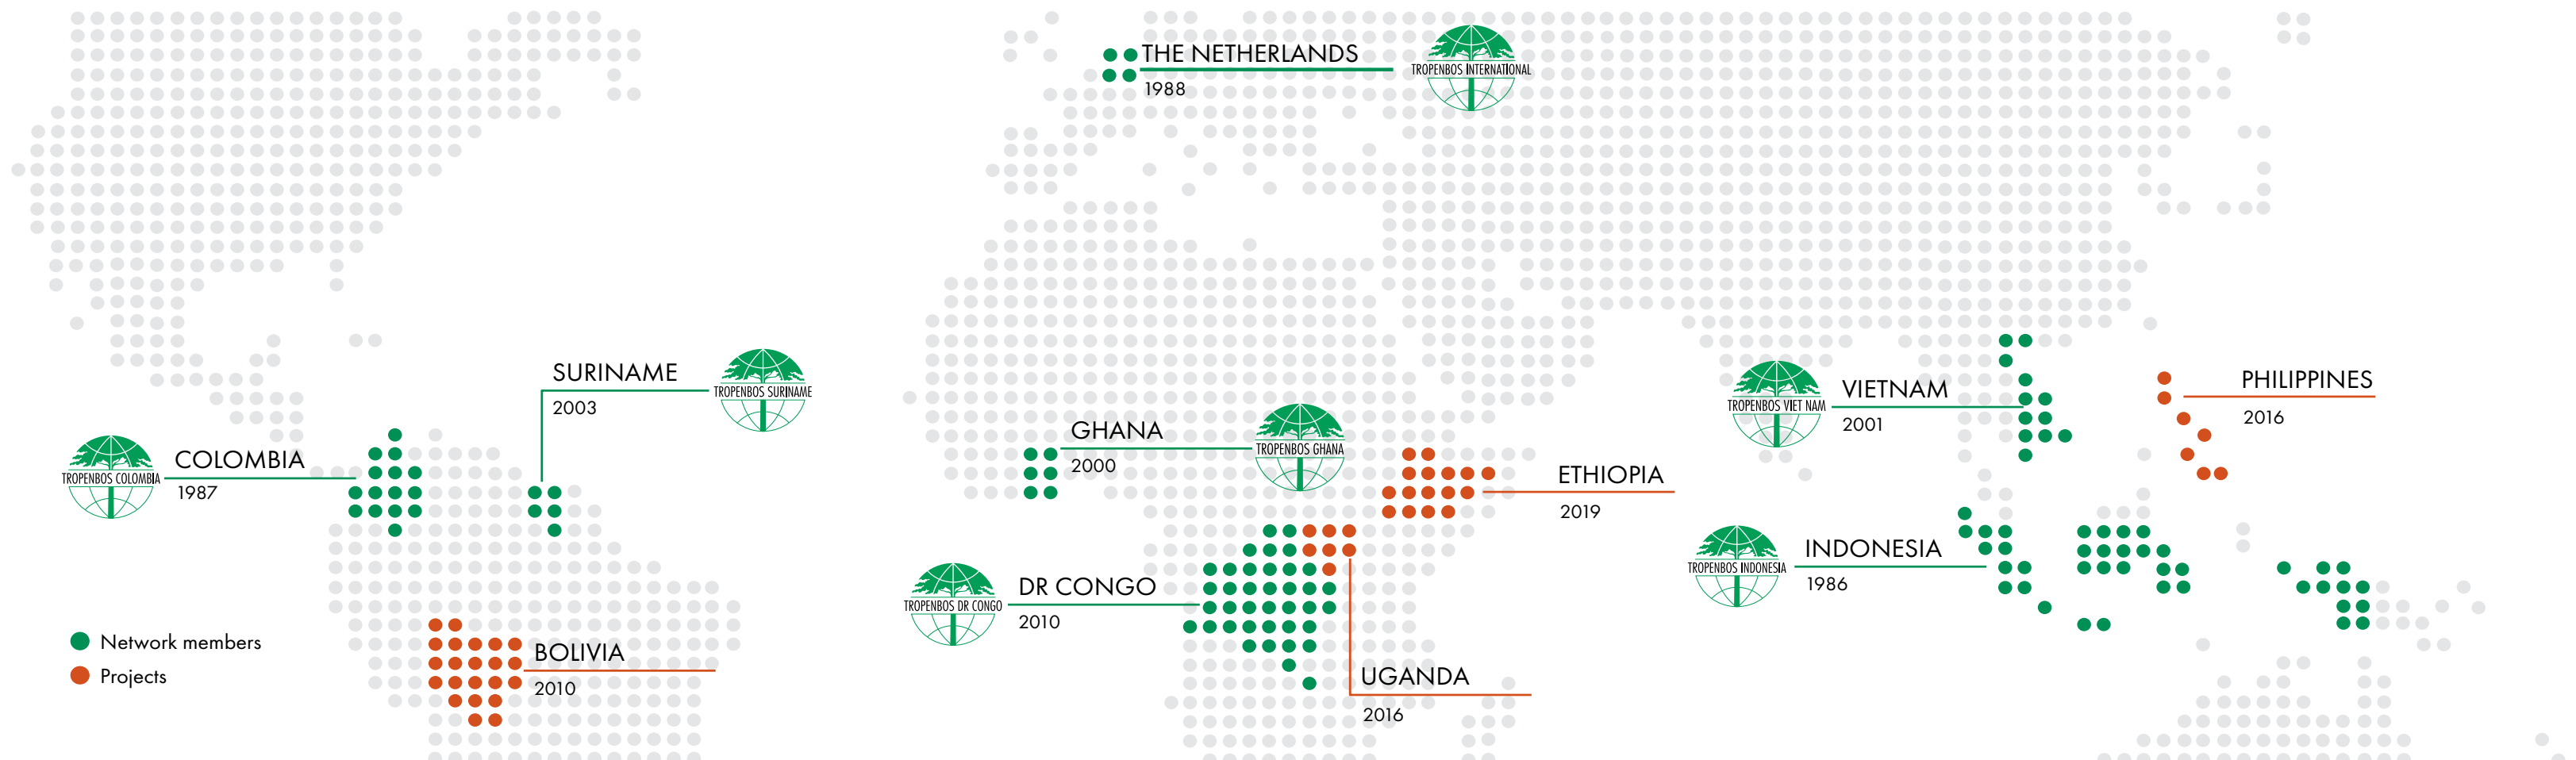 THE NETHERLANDS
1988
TROPENBOS INTERNATIONAL
SURINAME
2003
TROPENBOS SURINAME
COLOMBIA
1987
TROPENBOS COLOMBIA
GHANA
2000
TROPENBOS GHANA
ETHIOPIA
2019
VIETNAM
2001
TROPENBOS VIET NAM
PHILIPPINES
2016
DR CONGO
2010
TROPENBOS DR CONGO
INDONESIA
1986
TROPENBOS INDONESIA
BOLIVIA
2010
UGANDA
2016
Network members
Projects